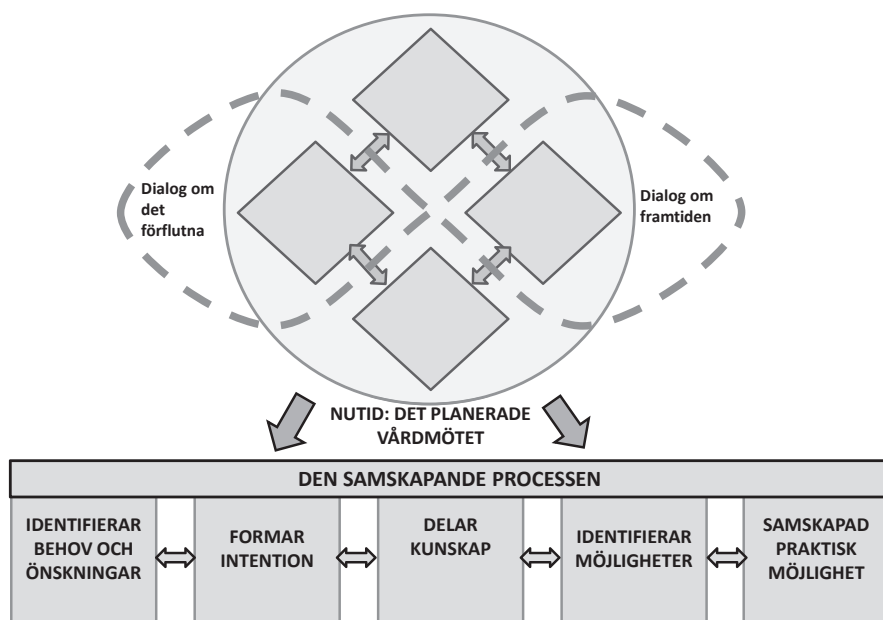 Dialog om
det
förflutna
Dialog om
framtiden
NUTID: DET PLANERADE
VÅRDMÖTET
DEN SAMSKAPANDE PROCESSEN
IDENTIFIERAR
BEHOV OCH
ÖNSKNINGAR
FORMAR
INTENTION
DELAR
KUNSKAP
IDENTIFIERAR
MÖJLIGHETER
SAMSKAPAD
PRAKTISK
MÖJLIGHET